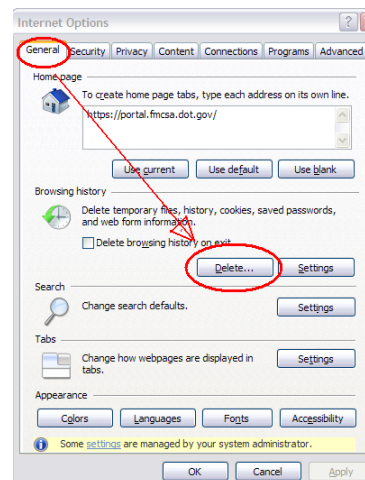 Internet Options
?
General Security Privacy Content Connections Programs Advanced
Home page
To create home page tabs, type each address on its own line.
https://portal.fmcsa.dot.gov/
Use current Use default Use blank
Browsing history
Delete temporary files, history, cookies, saved passwords,
and web form information.
Delete browsing history on exit
Delete... Settings
Search
Change search defaults.
Settings
Tabs
Change how webpages are displayed in
tabs.
Settings
Appearance
Colors Languages Fonts Accessibility
Some settings are managed by your system administrator.
OK Cancel Apply